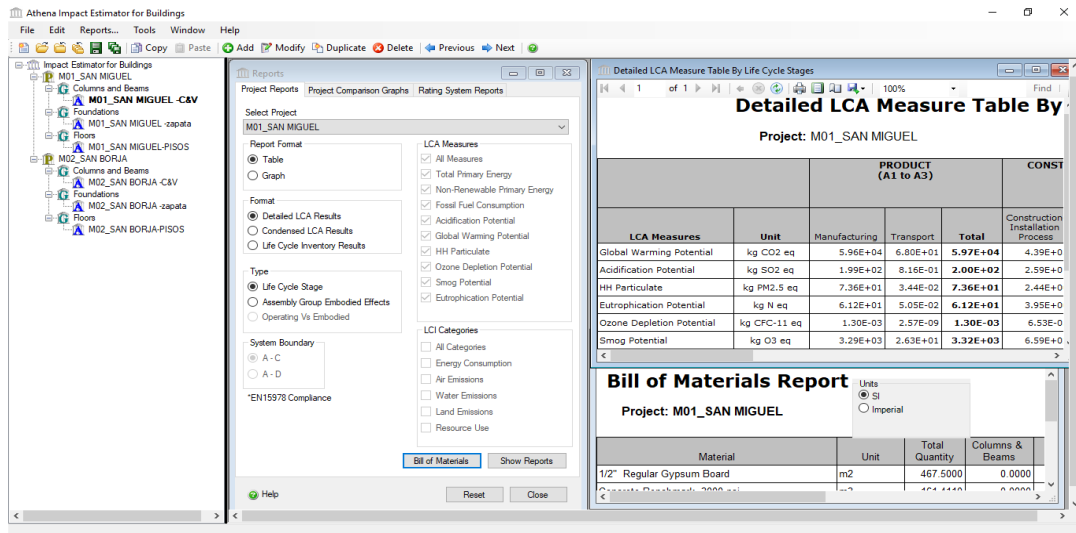 Athena Impact Estimator for Buildings
File Edit Reports... Tools Window Help
Copy Paste Add Modify Duplicate Delete Previous Next
Impact Estimator for Buildings
M01_SAN MIGUEL
Columns and Beams
M01_SAN MIGUEL -C&V
Foundations
M01_SAN MIGUEL -zapata
Floors
M01_SAN MIGUEL-PISOS
M02_SAN BORJA
Columns and Beams
M02_SAN BORJA -C&V
Foundations
M02_SAN BORJA -zapata
Floors
M02_SAN BORJA-PISOS
Reports
Project Reports Project Comparison Graphs Rating System Reports
Select Project
M01_SAN MIGUEL
Report Format
Table
Graph
Format
Detailed LCA Results
Condensed LCA Results
Life Cycle Inventory Results
Type
Life Cycle Stage
Assembly Group Embodied Effects
Operating Vs Embodied
System Boundary
A - C
A - D
*EN15978 Compliance
LCA Measures
All Measures
Total Primary Energy
Non-Renewable Primary Energy
Fossil Fuel Consumption
Acidification Potential
Global Warming Potential
HH Particulate
Ozone Depletion Potential
Smog Potential
Eutrophication Potential
LCI Categories
All Categories
Energy Consumption
Air Emissions
Water Emissions
Land Emissions
Resource Use
Bill of Materials Show Reports
Help Reset Close
Detailed LCA Measure Table By Life Cycle Stages
1 of 1 100% Find
Detailed LCA Measure Table By
Project: M01_SAN MIGUEL
PRODUCT CONST
(A1 to A3)
Construction
Installation
LCA Measures Unit Manufacturing Transport Total Process
Global Warming Potential kg CO2 eq 5.96E+04 6.80E+01 5.97E+04 4.39E+0
Acidification Potential kg SO2 eq 1.99E+02 8.16E-01 2.00E+02 2.59E+0
HH Particulate kg PM2.5 eq 7.36E+01 3.44E-02 7.36E+01 2.44E+0
Eutrophication Potential kg N eq 6.12E+01 5.05E-02 6.12E+01 3.95E+0
Ozone Depletion Potential kg CFC-11 eq 1.30E-03 2.57E-09 1.30E-03 6.53E-0
Smog Potential kg O3 eq 3.29E+03 2.63E+01 3.32E+03 6.59E+0
Bill of Materials Report
Units
SI
Imperial
Project: M01_SAN MIGUEL
Material Unit Total Quantity Columns & Beams
1/2" Regular Gypsum Board m2 467.5000 0.0000